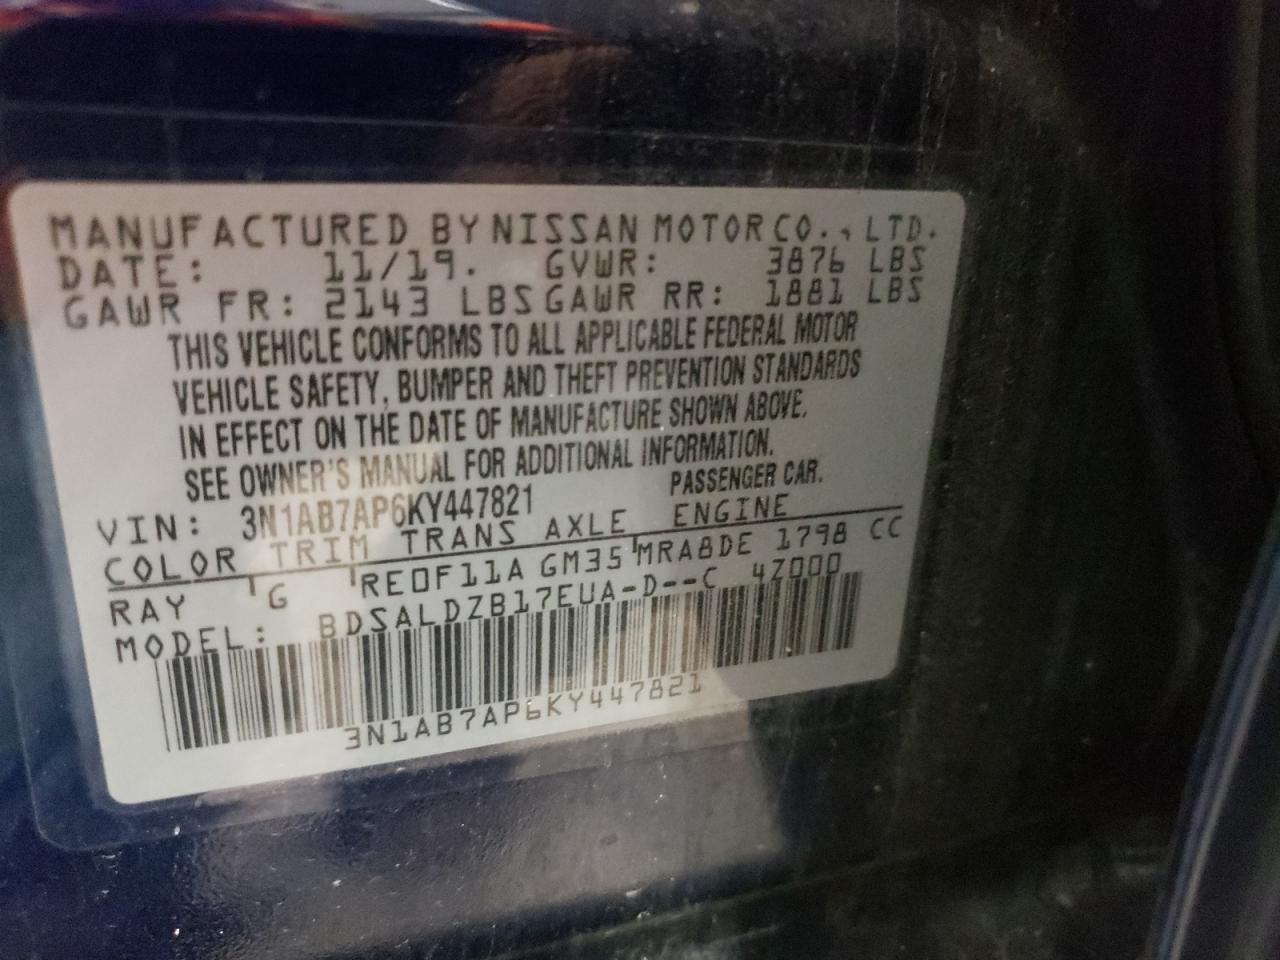 MANUFACTURED BY NISSAN MOTOR CO., LTD.
DATE: 11/19. GVWR: 3876 LBS
GAWR FR: 2143 LBS GAWR RR: 1881 LBS
THIS VEHICLE CONFORMS TO ALL APPLICABLE FEDERAL MOTOR
VEHICLE SAFETY, BUMPER AND THEFT PREVENTION STANDARDS
IN EFFECT ON THE DATE OF MANUFACTURE SHOWN ABOVE.
SEE OWNER'S MANUAL FOR ADDITIONAL INFORMATION.
VIN: 3N1AB7AP6KY447821 PASSENGER CAR.
COLOR TRIM TRANS AXLE ENGINE
RAY G RE0F11A GM35 MRA8DE 1798 CC
MODEL: BDSALDZB17EUA-D--C 4Z000
3N1AB7AP6KY447821